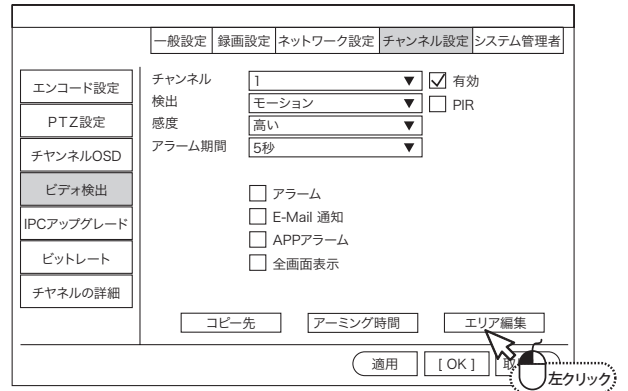 一般設定 録画設定 ネットワーク設定 チャンネル設定 システム管理者
エンコード設定
PTZ設定
チヤンネルOSD
ビデォ検出
IPCアップグレード
ビットレート
チヤネルの詳細
チャンネル 1 有効
検出 モーション PIR
感度 高い
アラーム期間 5秒
アラーム
E-Mail 通知
APPアラーム
全画面表示
コピー先 アーミング時間 エリア編集
適用 [ OK ] 取
左クリック